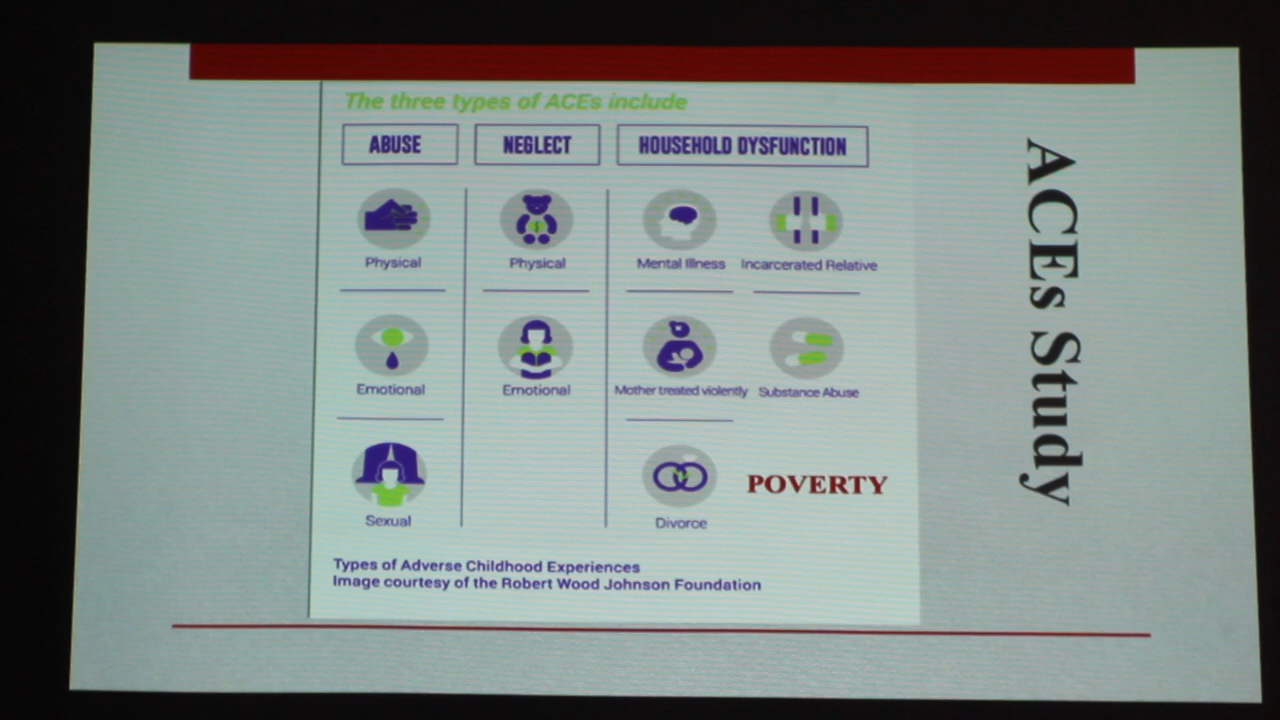 The three types of ACEs include
ABUSE NEGLECT HOUSEHOLD DYSFUNCTION
Physical Physical Mental Illness Incarcerated Relative
Emotional Emotional Mother treated violently Substance Abuse
Sexual Divorce POVERTY
Types of Adverse Childhood Experiences
Image courtesy of the Robert Wood Johnson Foundation
ACEs Study